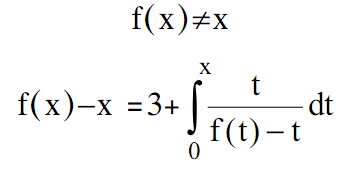 f(x)≠x
f(x)−x = 3+ ∫₀ˣ t/(f(t)−t) dt